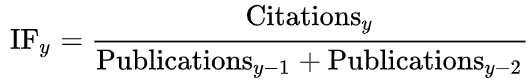 IF_y = Citations_y / (Publications_{y−1} + Publications_{y−2})